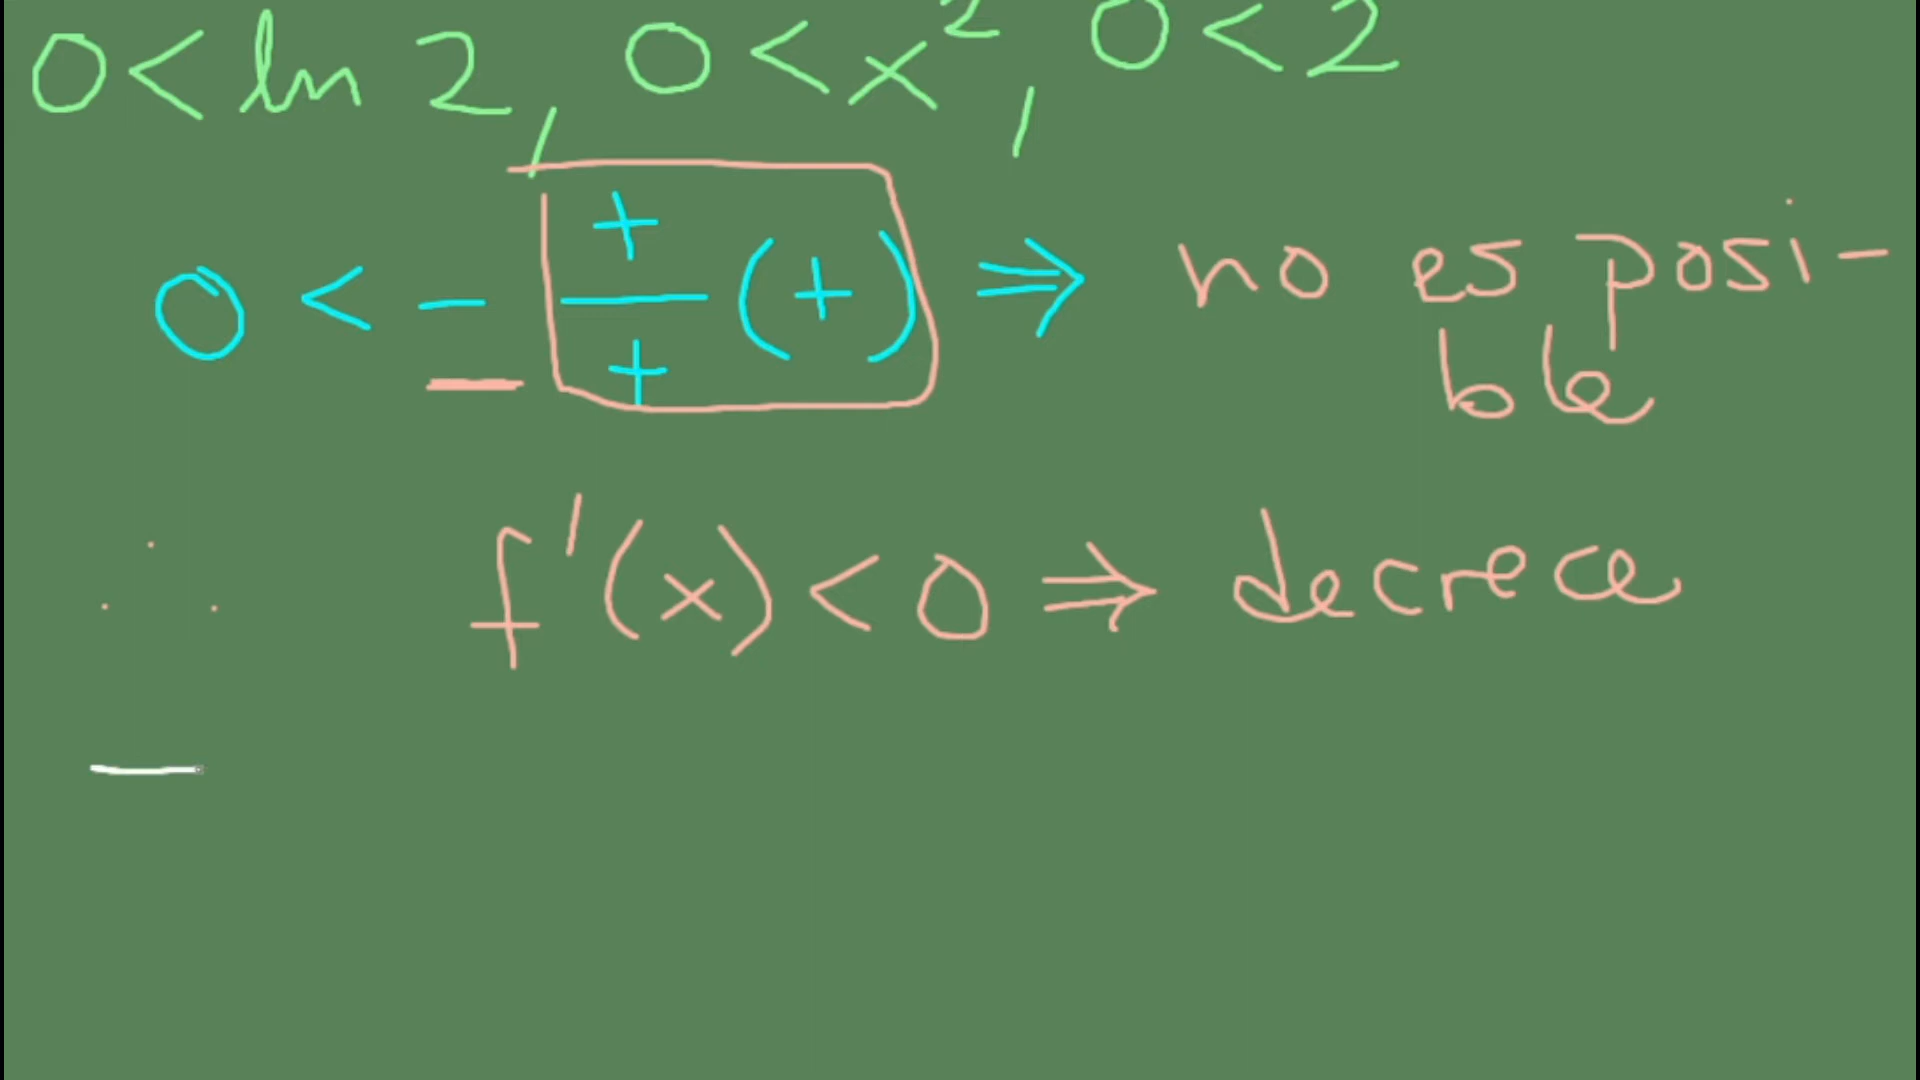 0 < ln 2, 0 < x², 0 < 2
0 < - + / + (+) ⇒ no es posi-
ble
∴ f'(x) < 0 ⇒ decrece